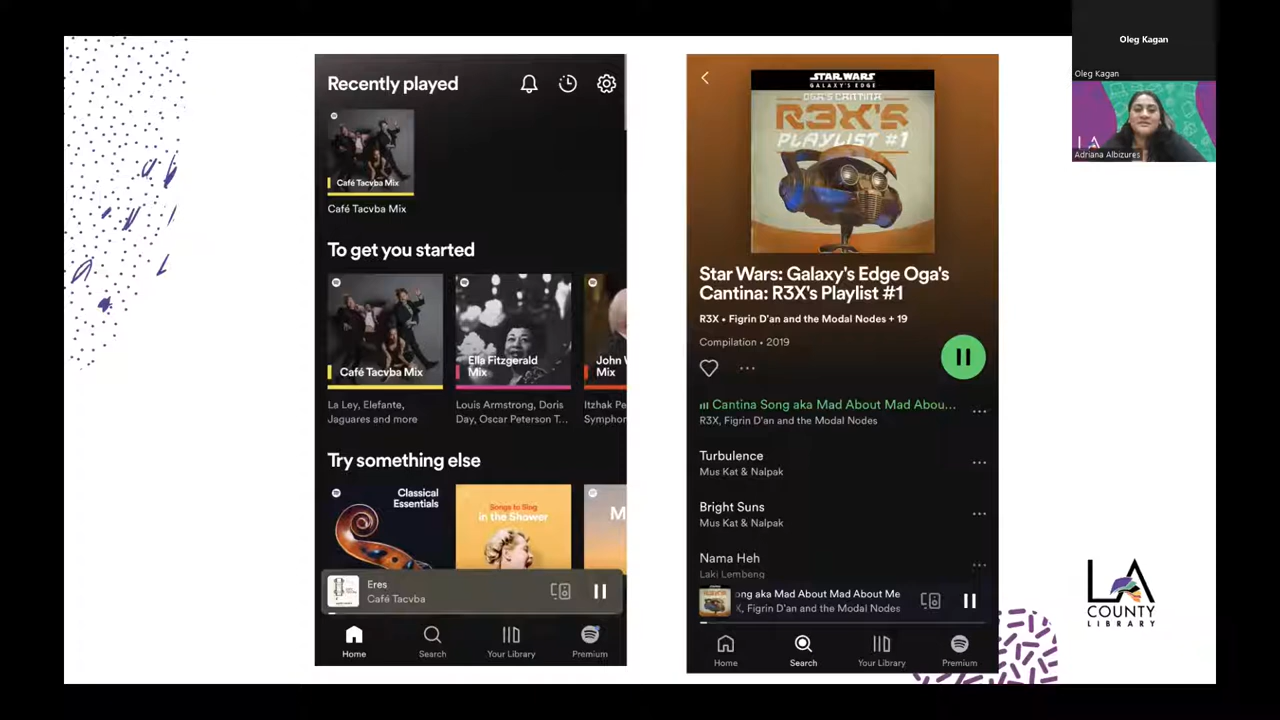 Recently played
Café Tacvba Mix
Café Tacvba Mix
To get you started
Café Tacvba Mix
Ella Fitzgerald
Mix
John
Mix
La Ley, Elefante,
Jaguares and more
Louis Armstrong, Doris
Day, Oscar Peterson T...
Itzhak Pe
Symphon
Try something else
Classical
Essentials
Songs to Sing
in the Shower
M
Eres
Café Tacvba
Home
Search
Your Library
Premium
STAR WARS
GALAXY'S EDGE
OGA'S CANTINA:
R3X'S
PLAYLIST #1
Star Wars: Galaxy's Edge Oga's
Cantina: R3X's Playlist #1
R3X • Figrin D'an and the Modal Nodes + 19
Compilation • 2019
Cantina Song aka Mad About Mad Abou...
R3X, Figrin D'an and the Modal Nodes
Turbulence
Mus Kat & Nalpak
Bright Suns
Mus Kat & Nalpak
Nama Heh
Laki Lembeng
ong aka Mad About Mad About Me
X, Figrin D'an and the Modal Nodes
Home
Search
Your Library
Premium
Oleg Kagan
Oleg Kagan
LA
Adriana Albizures
LA
COUNTY
LIBRARY